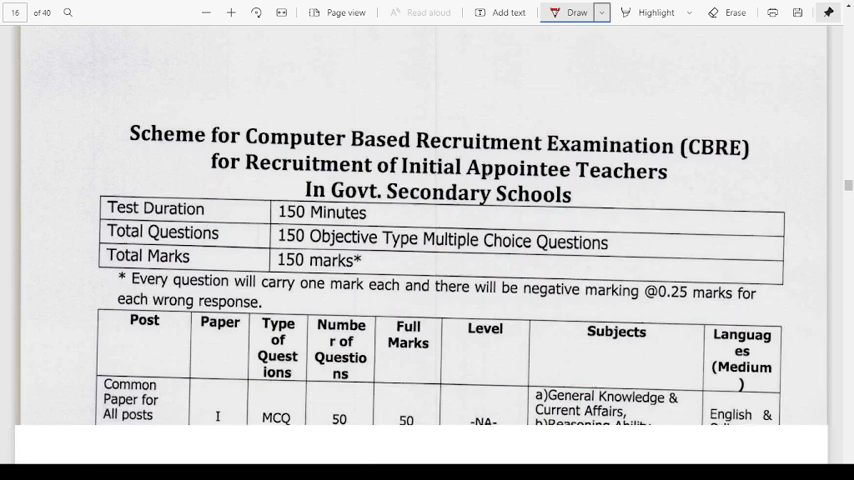 16 of 40 Page view Read aloud Add text Draw Highlight Erase
Scheme for Computer Based Recruitment Examination (CBRE)
for Recruitment of Initial Appointee Teachers
In Govt. Secondary Schools
Test Duration 150 Minutes
Total Questions 150 Objective Type Multiple Choice Questions
Total Marks 150 marks*
* Every question will carry one mark each and there will be negative marking @0.25 marks for
each wrong response.
Post Paper Type Numbe Full Level Subjects Languag
of r of Marks es
Quest Questio (Medium
ions ns )
Common
Paper for a)General Knowledge &
All posts I MCQ 50 50 -NA- Current Affairs, English &
b)Reasoning Ability